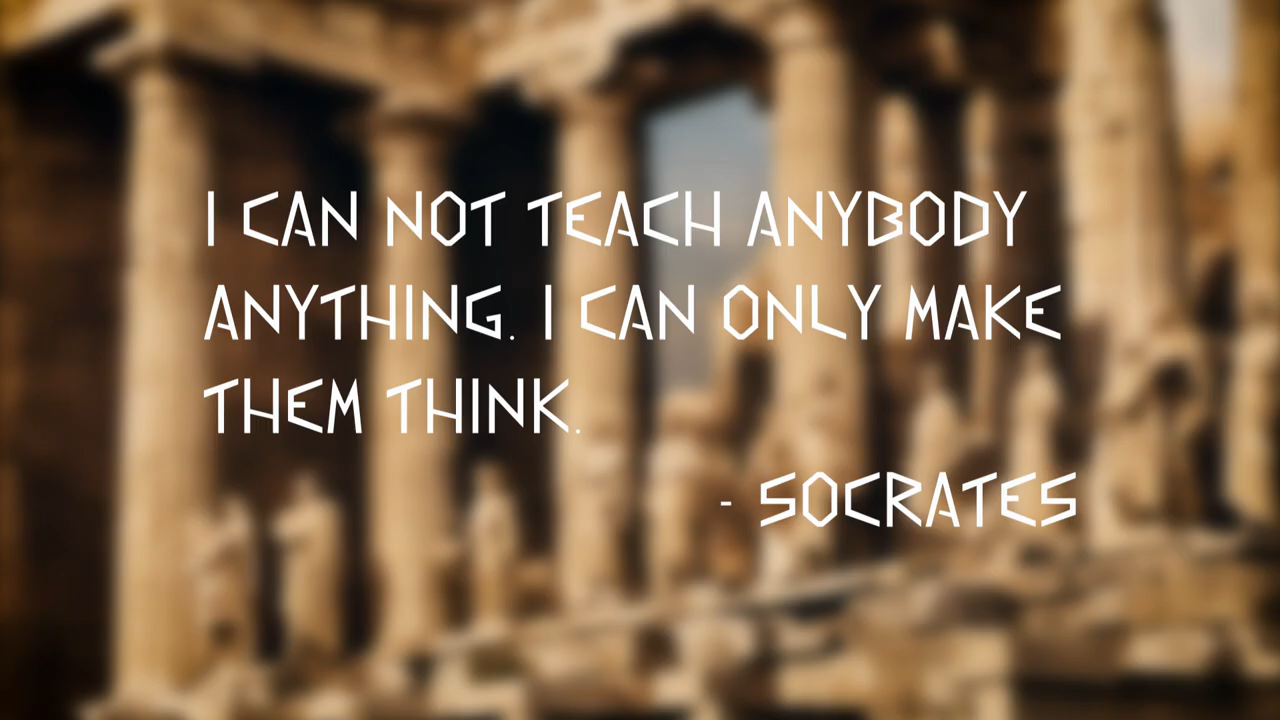 I CAN NOT TEACH ANYBODY
ANYTHING. I CAN ONLY MAKE
THEM THINK.
- SOCRATES